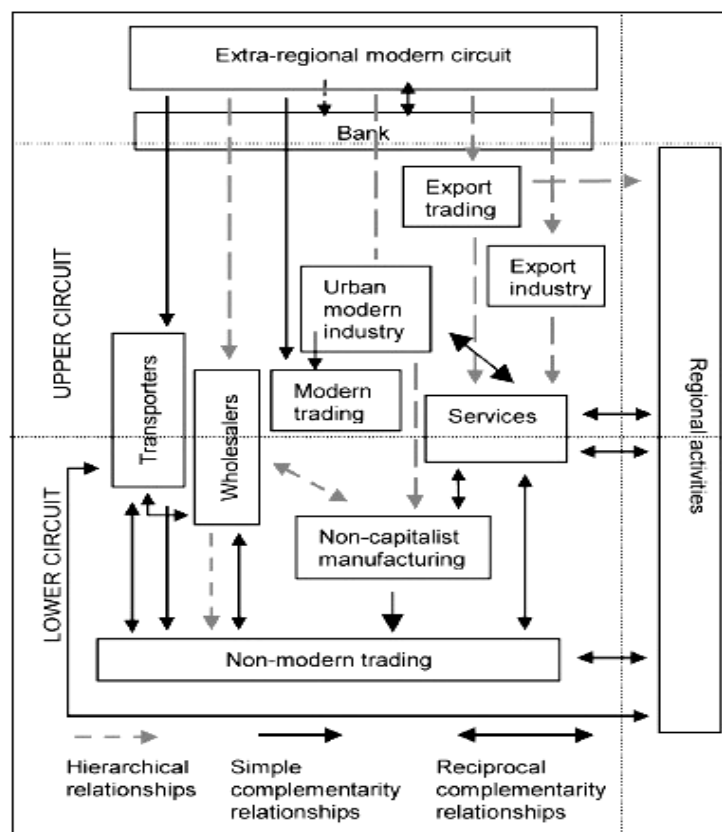 Extra-regional modern circuit
Bank
Export
trading
Export
industry
Urban
modern
industry
UPPER CIRCUIT
Transporters
Wholesalers
Modern
trading
Services
Regional activities
LOWER CIRCUIT
Non-capitalist
manufacturing
Non-modern trading
Hierarchical
relationships
Simple
complementarity
relationships
Reciprocal
complementarity
relationships